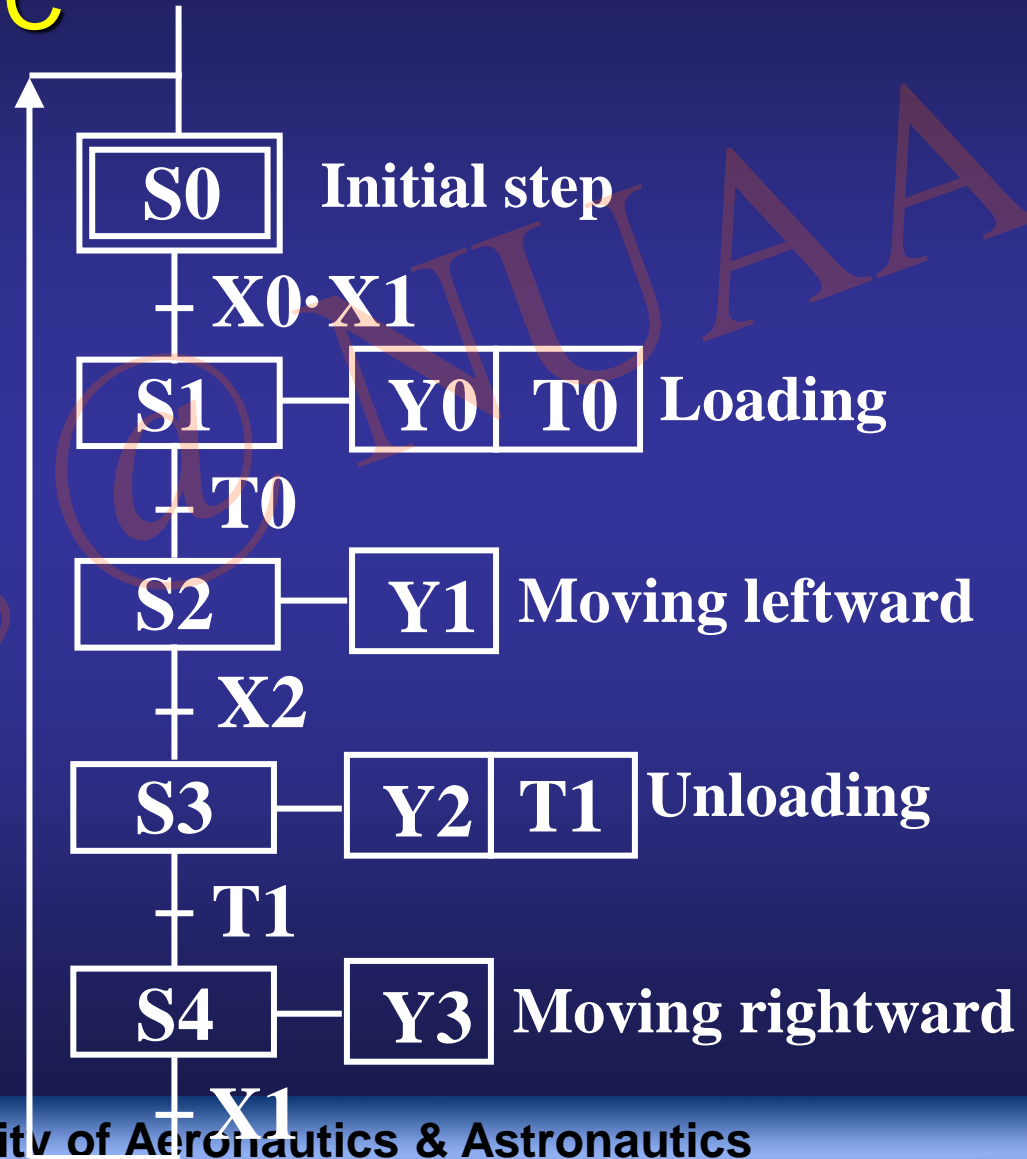 C
S0 Initial step
X0·X1
S1 Y0 T0 Loading
T0
S2 Y1 Moving leftward
X2
S3 Y2 T1 Unloading
T1
S4 Y3 Moving rightward
X1
ity of Aeronautics & Astronautics
@ NUAA